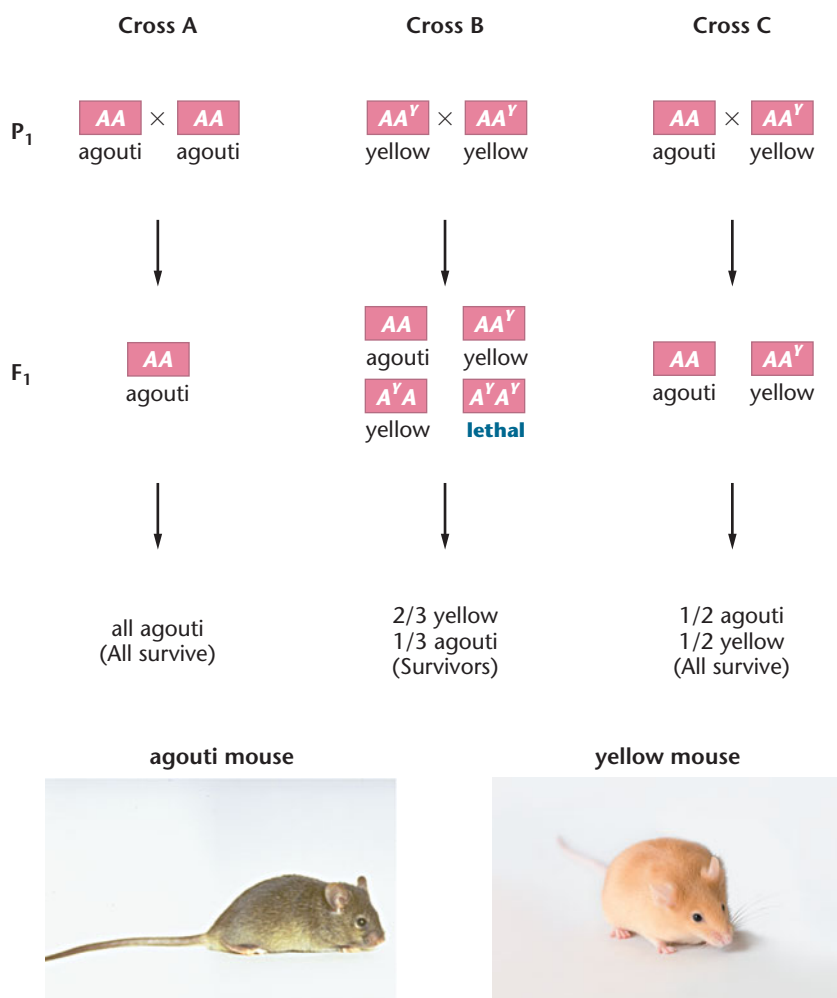 Cross A Cross B Cross C
P₁
AA × AA AAʸ × AAʸ AA × AAʸ
agouti agouti yellow yellow agouti yellow
F₁
AA AAʸ
agouti yellow
AʸA AʸAʸ
yellow lethal
AA
agouti
AA AAʸ
agouti yellow
all agouti
(All survive)
2/3 yellow
1/3 agouti
(Survivors)
1/2 agouti
1/2 yellow
(All survive)
agouti mouse yellow mouse